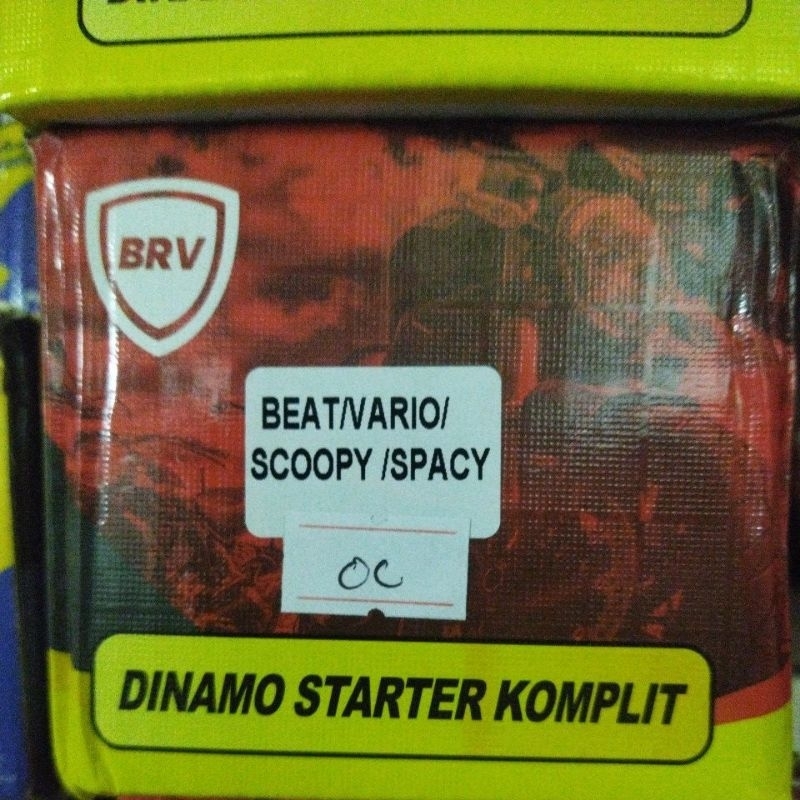 BRV
BEAT/VARIO/
SCOOPY /SPACY
OC
DINAMO STARTER KOMPLIT